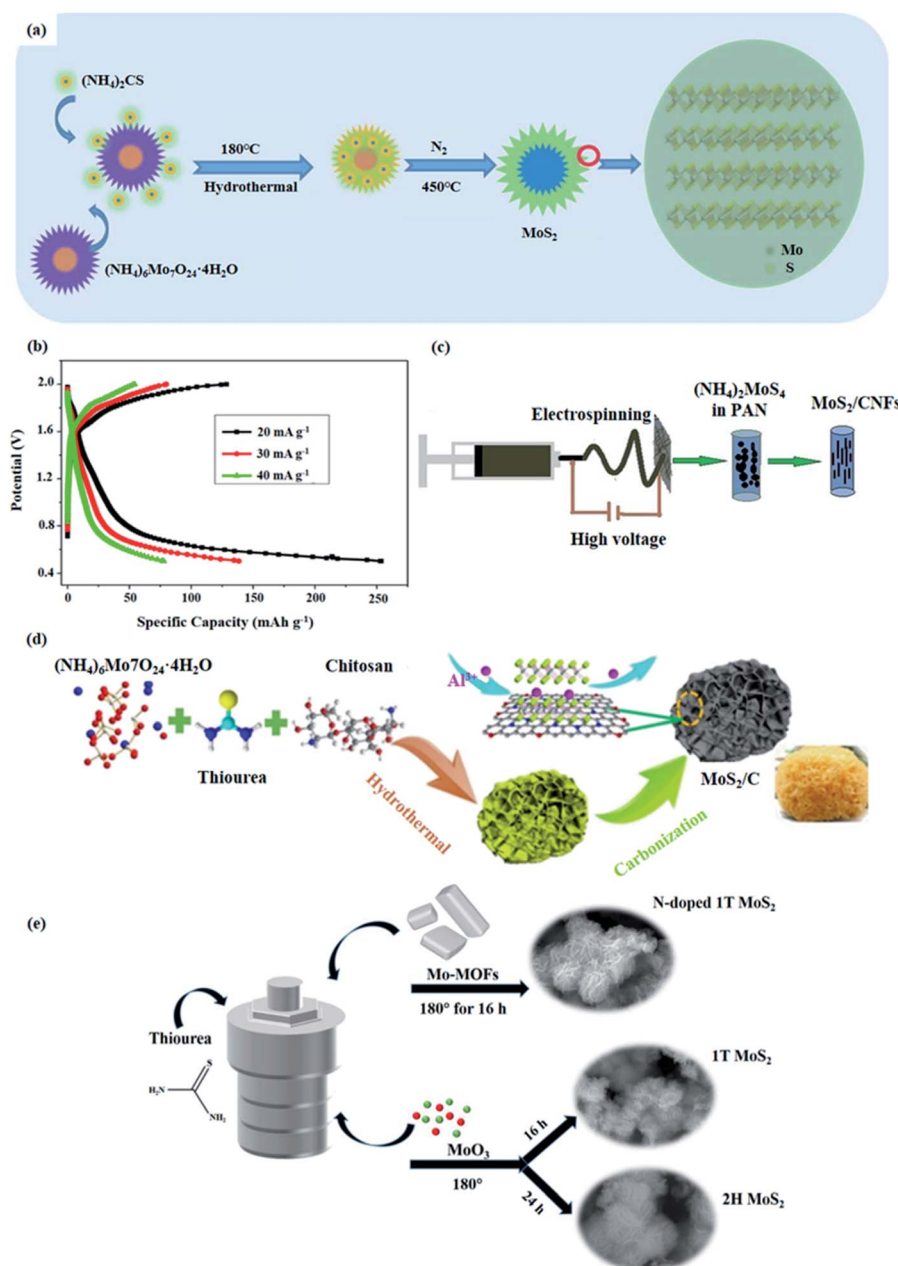 (a)
(NH₄)₂CS
180°C
Hydrothermal
N₂
450°C
MoS₂
(NH₄)₆Mo₇O₂₄·4H₂O
Mo
S
(b)
2.0
1.6
1.2
0.8
0.4
Potential (V)
20 mA g⁻¹
30 mA g⁻¹
40 mA g⁻¹
0
50
100
150
200
250
Specific Capacity (mAh g⁻¹)
(c)
Electrospinning
High voltage
(NH₄)₂MoS₄
in PAN
MoS₂/CNFs
(d)
(NH₄)₆Mo7O₂₄·4H₂O
Thiourea
Chitosan
Hydrothermal
Al³⁺
Carbonization
MoS₂/C
(e)
Thiourea
S
H₂N
NH₂
Mo-MOFs
180° for 16 h
N-doped 1T MoS₂
MoO₃
180°
16 h
24 h
1T MoS₂
2H MoS₂